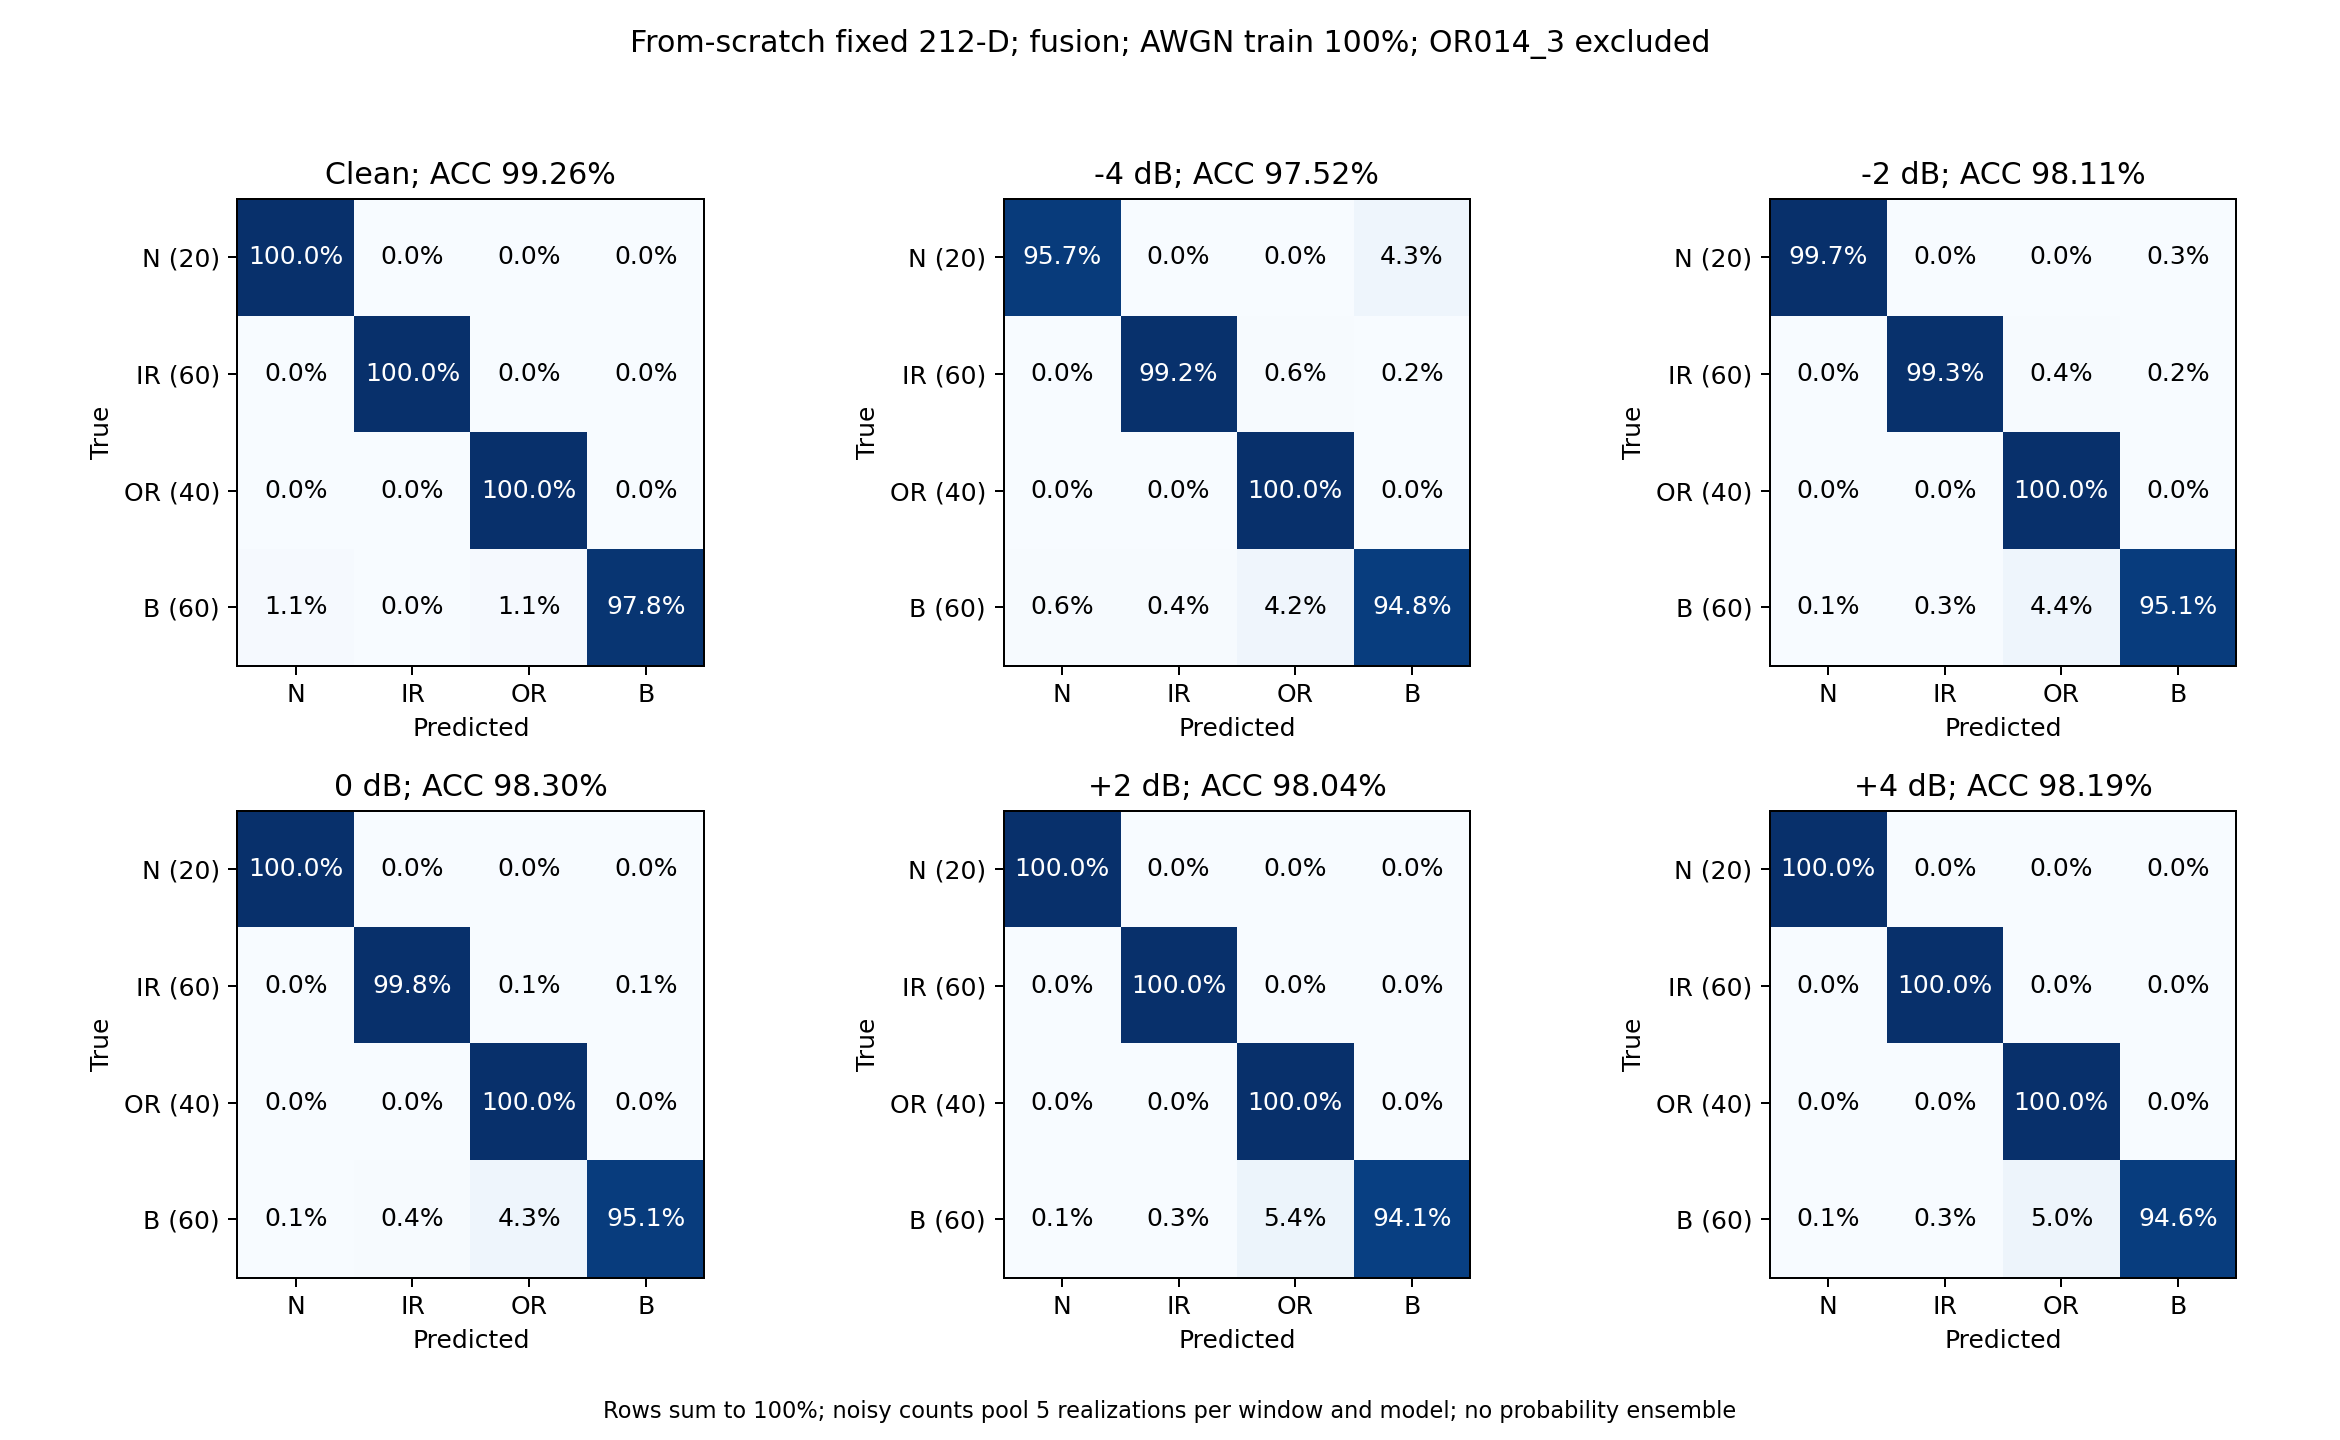 From-scratch fixed 212-D; fusion; AWGN train 100%; OR014_3 excluded
Clean; ACC 99.26%
True
N (20) 100.0% 0.0% 0.0% 0.0%
IR (60) 0.0% 100.0% 0.0% 0.0%
OR (40) 0.0% 0.0% 100.0% 0.0%
B (60) 1.1% 0.0% 1.1% 97.8%
N IR OR B
Predicted
-4 dB; ACC 97.52%
True
N (20) 95.7% 0.0% 0.0% 4.3%
IR (60) 0.0% 99.2% 0.6% 0.2%
OR (40) 0.0% 0.0% 100.0% 0.0%
B (60) 0.6% 0.4% 4.2% 94.8%
N IR OR B
Predicted
-2 dB; ACC 98.11%
True
N (20) 99.7% 0.0% 0.0% 0.3%
IR (60) 0.0% 99.3% 0.4% 0.2%
OR (40) 0.0% 0.0% 100.0% 0.0%
B (60) 0.1% 0.3% 4.4% 95.1%
N IR OR B
Predicted
0 dB; ACC 98.30%
True
N (20) 100.0% 0.0% 0.0% 0.0%
IR (60) 0.0% 99.8% 0.1% 0.1%
OR (40) 0.0% 0.0% 100.0% 0.0%
B (60) 0.1% 0.4% 4.3% 95.1%
N IR OR B
Predicted
+2 dB; ACC 98.04%
True
N (20) 100.0% 0.0% 0.0% 0.0%
IR (60) 0.0% 100.0% 0.0% 0.0%
OR (40) 0.0% 0.0% 100.0% 0.0%
B (60) 0.1% 0.3% 5.4% 94.1%
N IR OR B
Predicted
+4 dB; ACC 98.19%
True
N (20) 100.0% 0.0% 0.0% 0.0%
IR (60) 0.0% 100.0% 0.0% 0.0%
OR (40) 0.0% 0.0% 100.0% 0.0%
B (60) 0.1% 0.3% 5.0% 94.6%
N IR OR B
Predicted
Rows sum to 100%; noisy counts pool 5 realizations per window and model; no probability ensemble